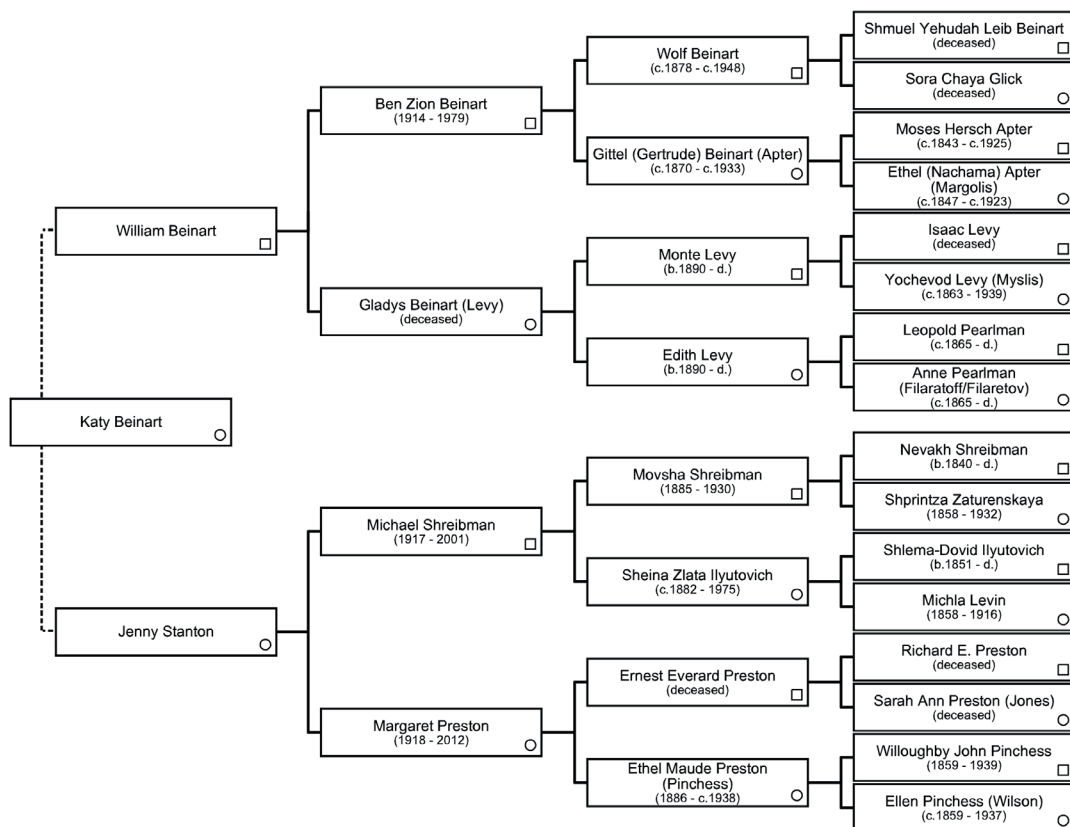 Shmuel Yehudah Leib Beinart
(deceased)
Wolf Beinart
(c.1878 - c.1948)
Sora Chaya Glick
(deceased)
Ben Zion Beinart
(1914 - 1979)
Moses Hersch Apter
(c.1843 - c.1925)
Gittel (Gertrude) Beinart (Apter)
(c.1870 - c.1933)
Ethel (Nachama) Apter
(Margolis)
(c.1847 - c.1923)
William Beinart
Isaac Levy
(deceased)
Monte Levy
(b.1890 - d.)
Yochevod Levy (Myslis)
(c.1863 - 1939)
Gladys Beinart (Levy)
(deceased)
Leopold Pearlman
(c.1865 - d.)
Edith Levy
(b.1890 - d.)
Anne Pearlman
(Filaratoff/Filaretov)
(c.1865 - d.)
Katy Beinart
Nevakh Shreibman
(b.1840 - d.)
Movsha Shreibman
(1885 - 1930)
Shprintza Zaturenskaya
(1858 - 1932)
Michael Shreibman
(1917 - 2001)
Shlema-Dovid Ilyutovich
(b.1851 - d.)
Sheina Zlata Ilyutovich
(c.1882 - 1975)
Michla Levin
(1858 - 1916)
Jenny Stanton
Richard E. Preston
(deceased)
Ernest Everard Preston
(deceased)
Sarah Ann Preston (Jones)
(deceased)
Margaret Preston
(1918 - 2012)
Willoughby John Pinchess
(1859 - 1939)
Ethel Maude Preston
(Pinchess)
(1886 - c.1938)
Ellen Pinchess (Wilson)
(c.1859 - 1937)